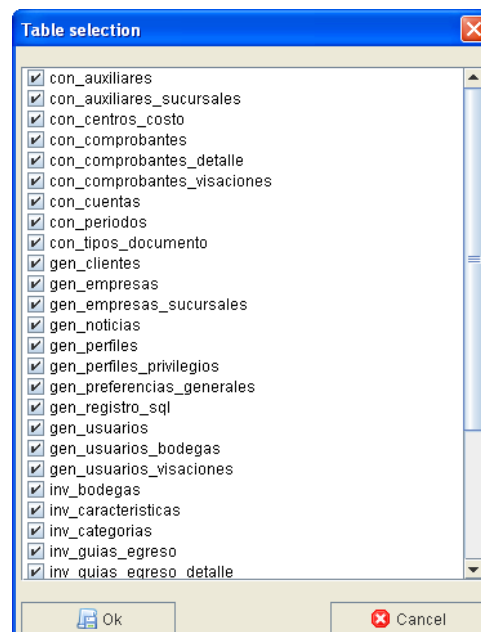 Table selection
con_auxiliares
con_auxiliares_sucursales
con_centros_costo
con_comprobantes
con_comprobantes_detalle
con_comprobantes_visaciones
con_cuentas
con_periodos
con_tipos_documento
gen_clientes
gen_empresas
gen_empresas_sucursales
gen_noticias
gen_perfiles
gen_perfiles_privilegios
gen_preferencias_generales
gen_registro_sql
gen_usuarios
gen_usuarios_bodegas
gen_usuarios_visaciones
inv_bodegas
inv_caracteristicas
inv_categorias
inv_guias_egreso
inv_guias_egreso_detalle
Ok Cancel